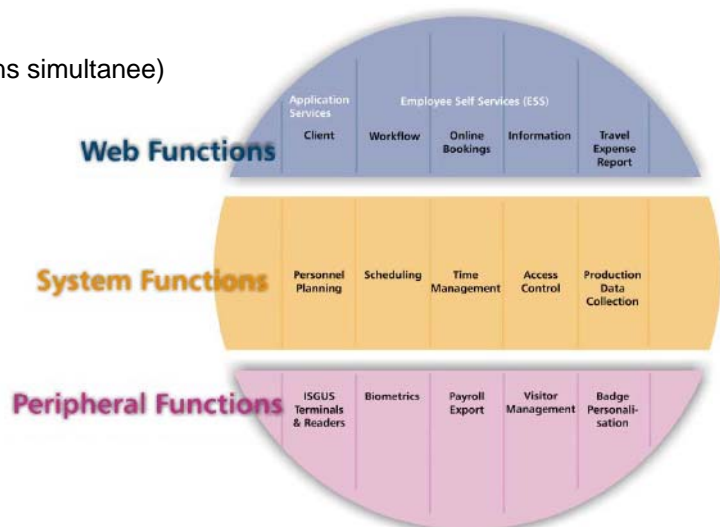 ns simultanee)
Application
Services
Employee Self Services (ESS)
Web Functions
Client
Workflow
Online
Bookings
Information
Travel
Expense
Report
System Functions
Personnel
Planning
Scheduling
Time
Management
Access
Control
Production
Data
Collection
Peripheral Functions
ISGUS
Terminals
& Readers
Biometrics
Payroll
Export
Visitor
Management
Badge
Personali-
sation